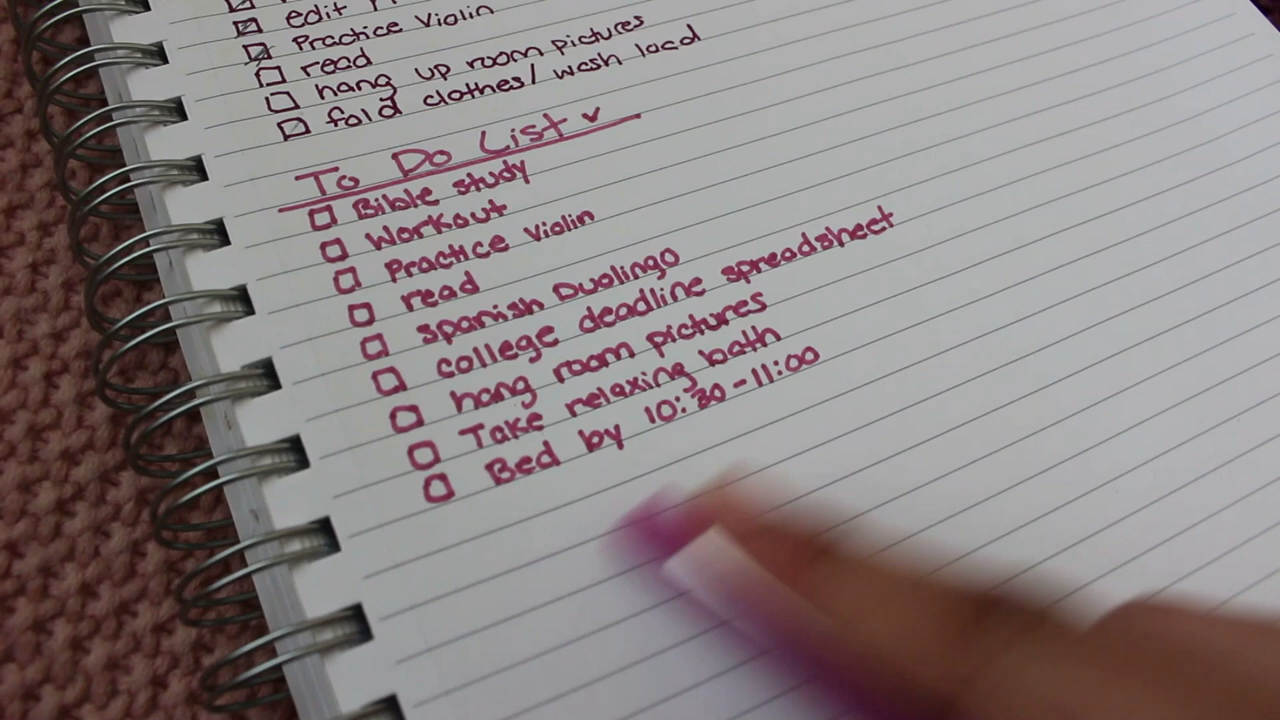 edit
Practice Violin
read
hang up room pictures
fold clothes/ wash load
To Do List ✓
Bible study
Workout
Practice Violin
read
spanish Duolingo
college deadline spreadsheet
hang room pictures
Take relaxing bath
Bed by 10:30-11:00